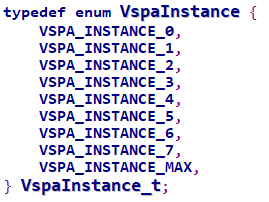 typedef enum VspaInstance {
    VSPA_INSTANCE_0,
    VSPA_INSTANCE_1,
    VSPA_INSTANCE_2,
    VSPA_INSTANCE_3,
    VSPA_INSTANCE_4,
    VSPA_INSTANCE_5,
    VSPA_INSTANCE_6,
    VSPA_INSTANCE_7,
    VSPA_INSTANCE_MAX,
} VspaInstance_t;